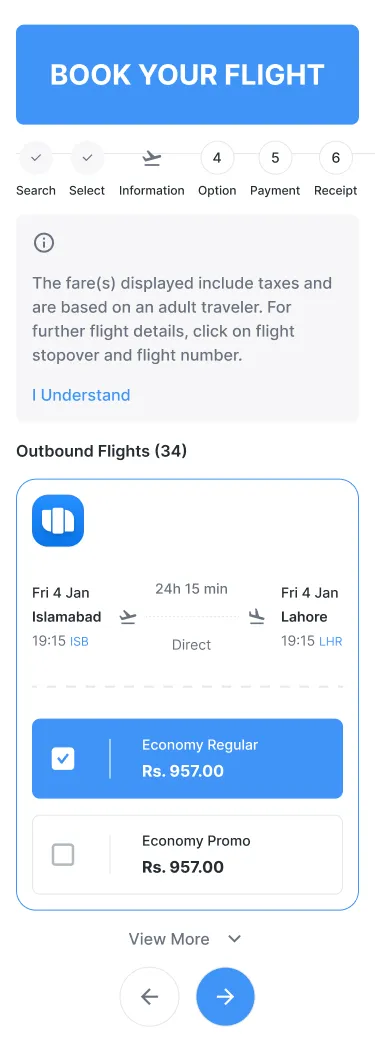 BOOK YOUR FLIGHT
4 5 6
Search Select Information Option Payment Receipt
The fare(s) displayed include taxes and
are based on an adult traveler. For
further flight details, click on flight
stopover and flight number.
I Understand
Outbound Flights (34)
Fri 4 Jan 24h 15 min Fri 4 Jan
Islamabad Lahore
19:15 ISB Direct 19:15 LHR
Economy Regular
Rs. 957.00
Economy Promo
Rs. 957.00
View More